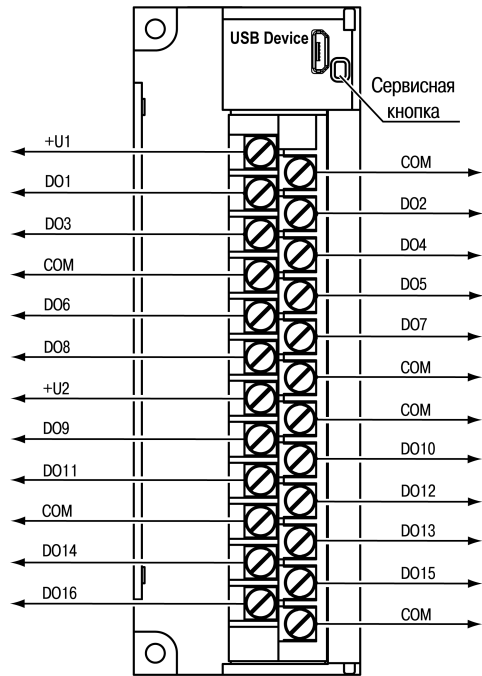 USB Device
Сервисная
кнопка
+U1
COM
DO1
DO2
DO3
DO4
COM
DO5
DO6
DO7
DO8
COM
+U2
COM
DO9
DO10
DO11
DO12
COM
DO13
DO14
DO15
DO16
COM